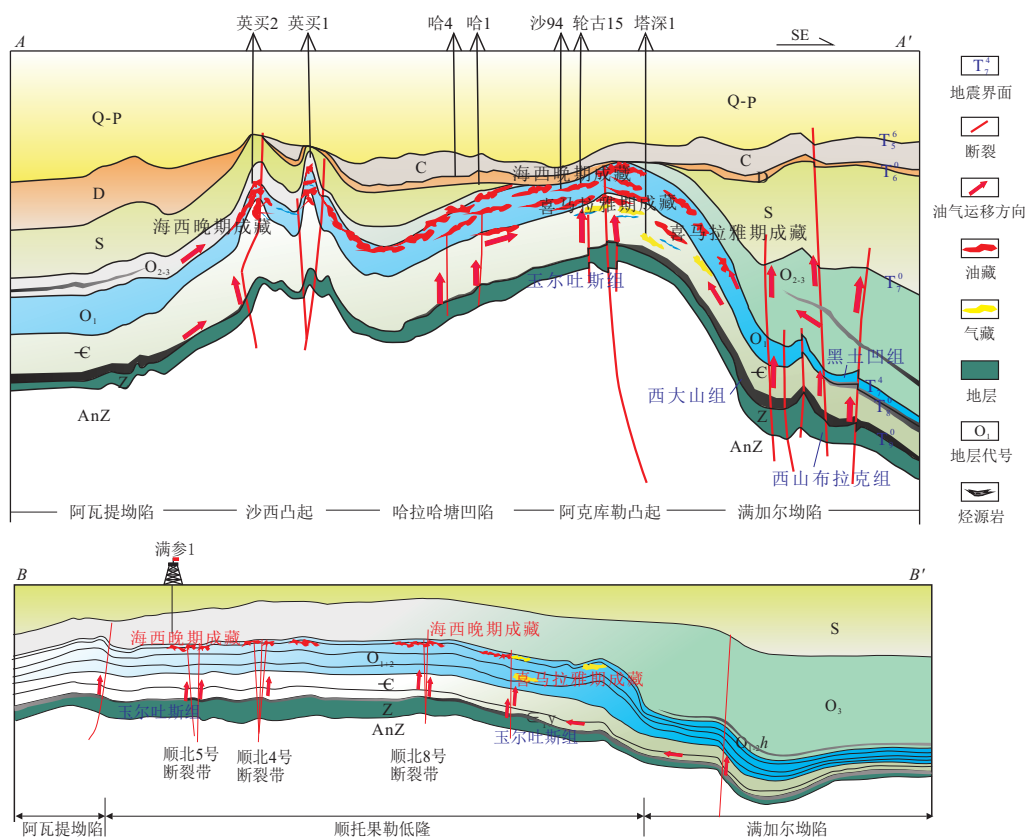 英买2
英买1
哈4
哈1
沙94
轮古15
塔深1
A
SE
A′
Q-P
Q-P
T₅⁶
C
C
T₆⁰
D
D
海西晚期成藏
喜马拉雅期成藏
S
S
海西晚期成藏
喜马拉雅期成藏
O₂₋₃
O₂₋₃
T₇⁰
玉尔吐斯组
O₁
O₁
黑土凹组
Є
Є
T₇⁴
西大山组
Z
Z
AnZ
AnZ
西山布拉克组
阿瓦提坳陷
沙西凸起
哈拉哈塘凹陷
阿克库勒凸起
满加尔坳陷
T₇⁴
地震界面
断裂
油气运移方向
油藏
气藏
地层
O₁
地层代号
烃源岩
满参1
B
B′
海西晚期成藏
海西晚期成藏
S
O₁₊₂
喜马拉雅期成藏
Є
Z
O₃
玉尔吐斯组
AnZ
Є₁y
玉尔吐斯组
O₁₋₂h
顺北5号
断裂带
顺北4号
断裂带
顺北8号
断裂带
阿瓦提坳陷
顺托果勒低隆
满加尔坳陷